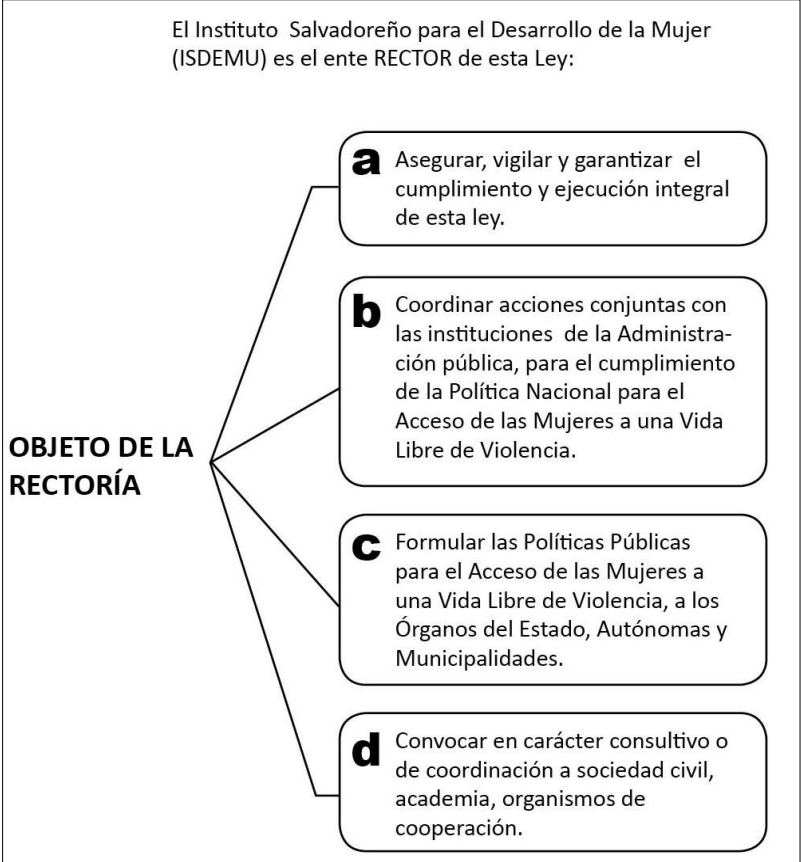 El Instituto  Salvadoreño para el Desarrollo de la Mujer
(ISDEMU) es el ente RECTOR de esta Ley:
OBJETO DE LA
RECTORÍA
a Asegurar, vigilar y garantizar  el
cumplimiento y ejecución integral
de esta ley.
b Coordinar acciones conjuntas con
las instituciones  de la Administra-
ción pública, para el cumplimiento
de la Política Nacional para el
Acceso de las Mujeres a una Vida
Libre de Violencia.
c Formular las Políticas Públicas
para el Acceso de las Mujeres a
una Vida Libre de Violencia, a los
Órganos del Estado, Autónomas y
Municipalidades.
d Convocar en carácter consultivo o
de coordinación a sociedad civil,
academia, organismos de
cooperación.